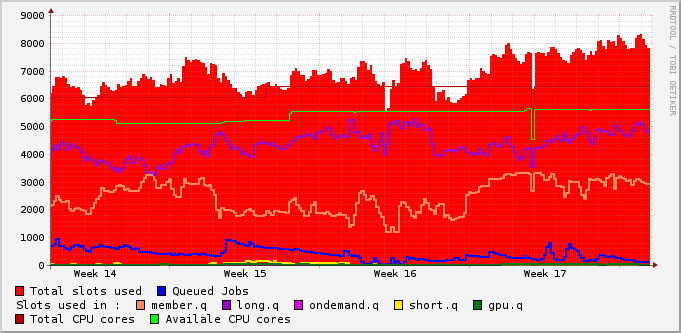 RRDTOOL / TOBI OETIKER
9000
8000
7000
6000
5000
4000
3000
2000
1000
0
Week 14 Week 15 Week 16 Week 17
Total slots used Queued Jobs
Slots used in : member.q long.q ondemand.q short.q gpu.q
Total CPU cores Availale CPU cores